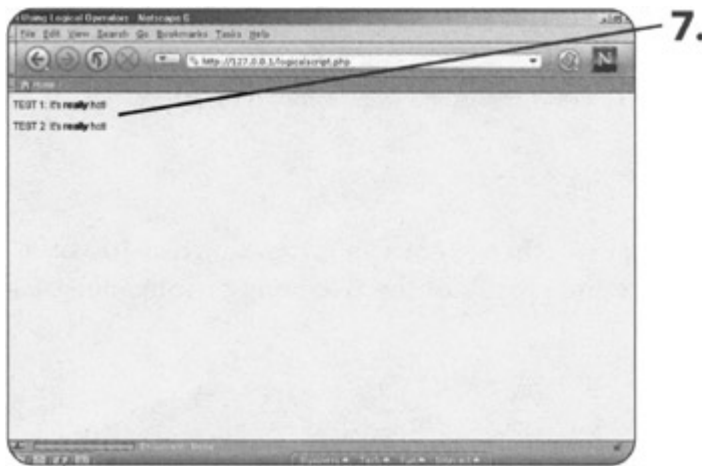 Using Logical Operators - Netscape 6
File Edit View Search Go Bookmarks Tasks Help
7.
http://127.0.0.1/logicalscript.php
Home
TEST 1: It's really hot!
TEST 2: It's really hot!